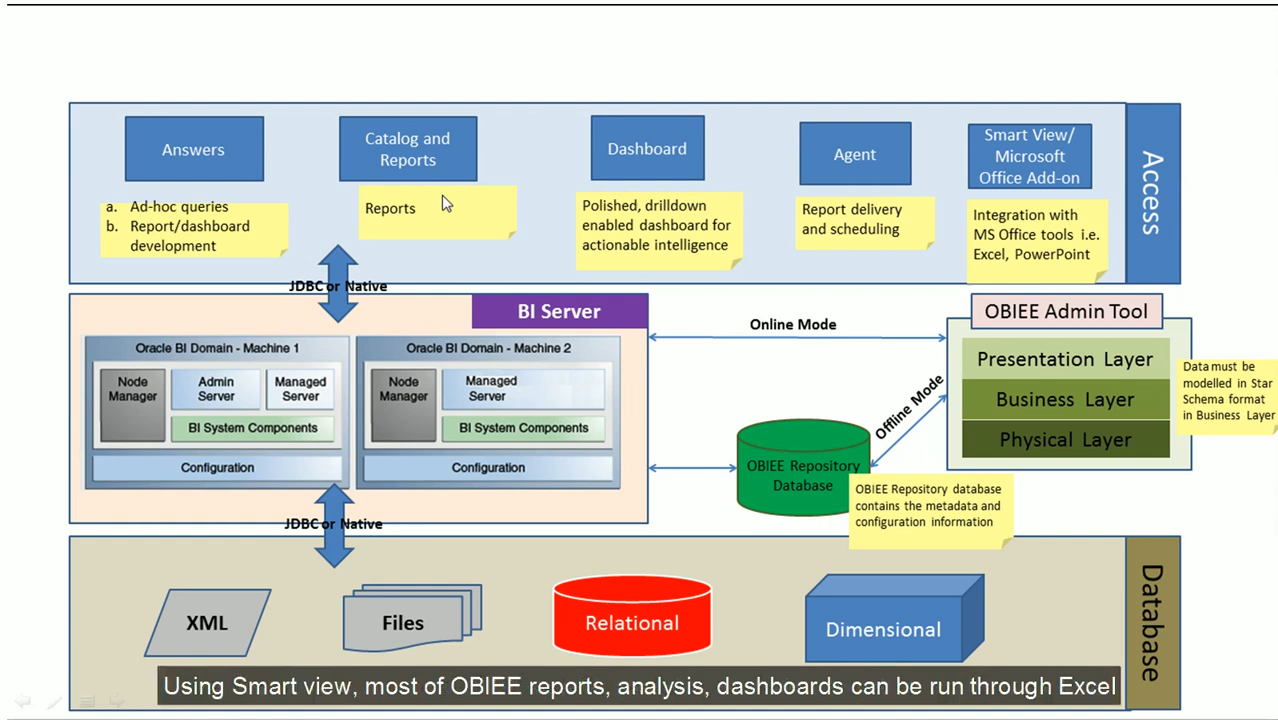 Answers
Catalog and
Reports
Dashboard
Agent
Smart View/
Microsoft
Office Add-on
Access
a. Ad-hoc queries
b. Report/dashboard
development
Reports
Polished, drilldown
enabled dashboard for
actionable intelligence
Report delivery
and scheduling
Integration with
MS Office tools i.e.
Excel, PowerPoint
JDBC or Native
BI Server
Oracle BI Domain - Machine 1
Node
Manager
Admin
Server
Managed
Server
BI System Components
Configuration
Oracle BI Domain - Machine 2
Node
Manager
Managed
Server
BI System Components
Configuration
Online Mode
Offline Mode
OBIEE Admin Tool
Presentation Layer
Business Layer
Physical Layer
Data must be
modelled in Star
Schema format
in Business Layer
OBIEE Repository
Database
OBIEE Repository database
contains the metadata and
configuration information
JDBC or Native
XML
Files
Relational
Dimensional
Database
Using Smart view, most of OBIEE reports, analysis, dashboards can be run through Excel